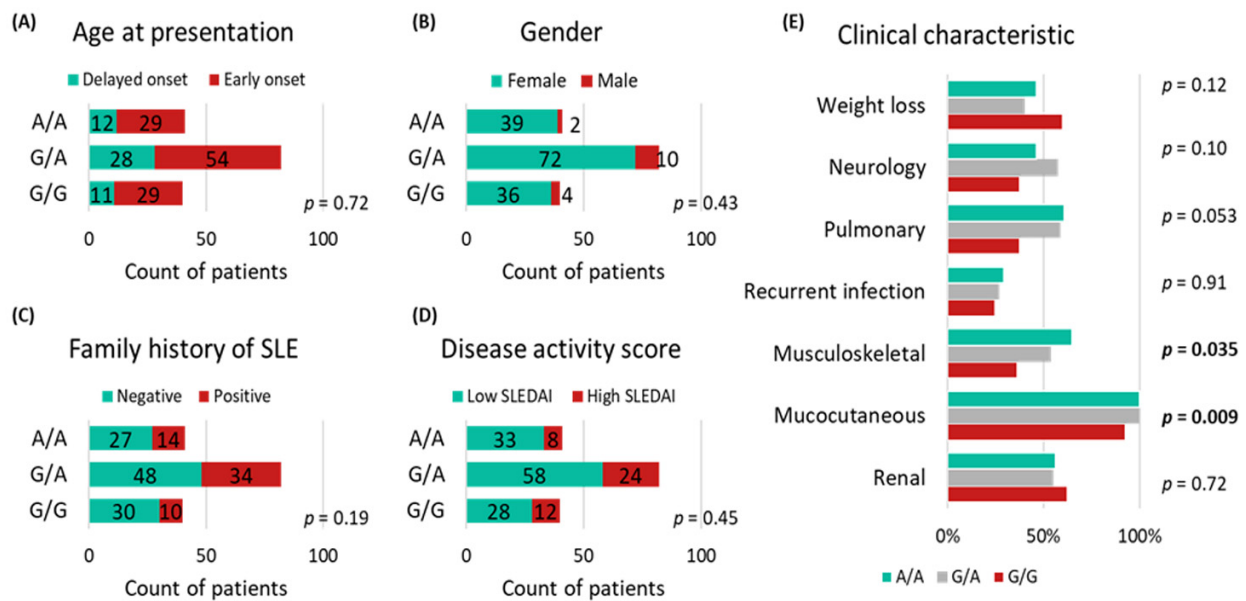 (A)
Age at presentation
Delayed onset Early onset
A/A 12 29
G/A 28 54
G/G 11 29
p = 0.72
0 50 100
Count of patients
(B)
Gender
Female Male
A/A 39 2
G/A 72 10
G/G 36 4
p = 0.43
0 50 100
Count of patients
(C)
Family history of SLE
Negative Positive
A/A 27 14
G/A 48 34
G/G 30 10
p = 0.19
0 50 100
Count of patients
(D)
Disease activity score
Low SLEDAI High SLEDAI
A/A 33 8
G/A 58 24
G/G 28 12
p = 0.45
0 50 100
Count of patients
(E)
Clinical characteristic
Weight loss p = 0.12
Neurology p = 0.10
Pulmonary p = 0.053
Recurrent infection p = 0.91
Musculoskeletal p = 0.035
Mucocutaneous p = 0.009
Renal p = 0.72
0% 50% 100%
A/A G/A G/G